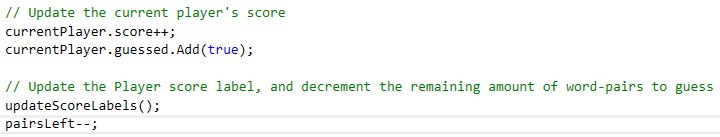 // Update the current player's score
currentPlayer.score++;
currentPlayer.guessed.Add(true);

// Update the Player score label, and decrement the remaining amount of word-pairs to guess
updateScoreLabels();
pairsLeft--;